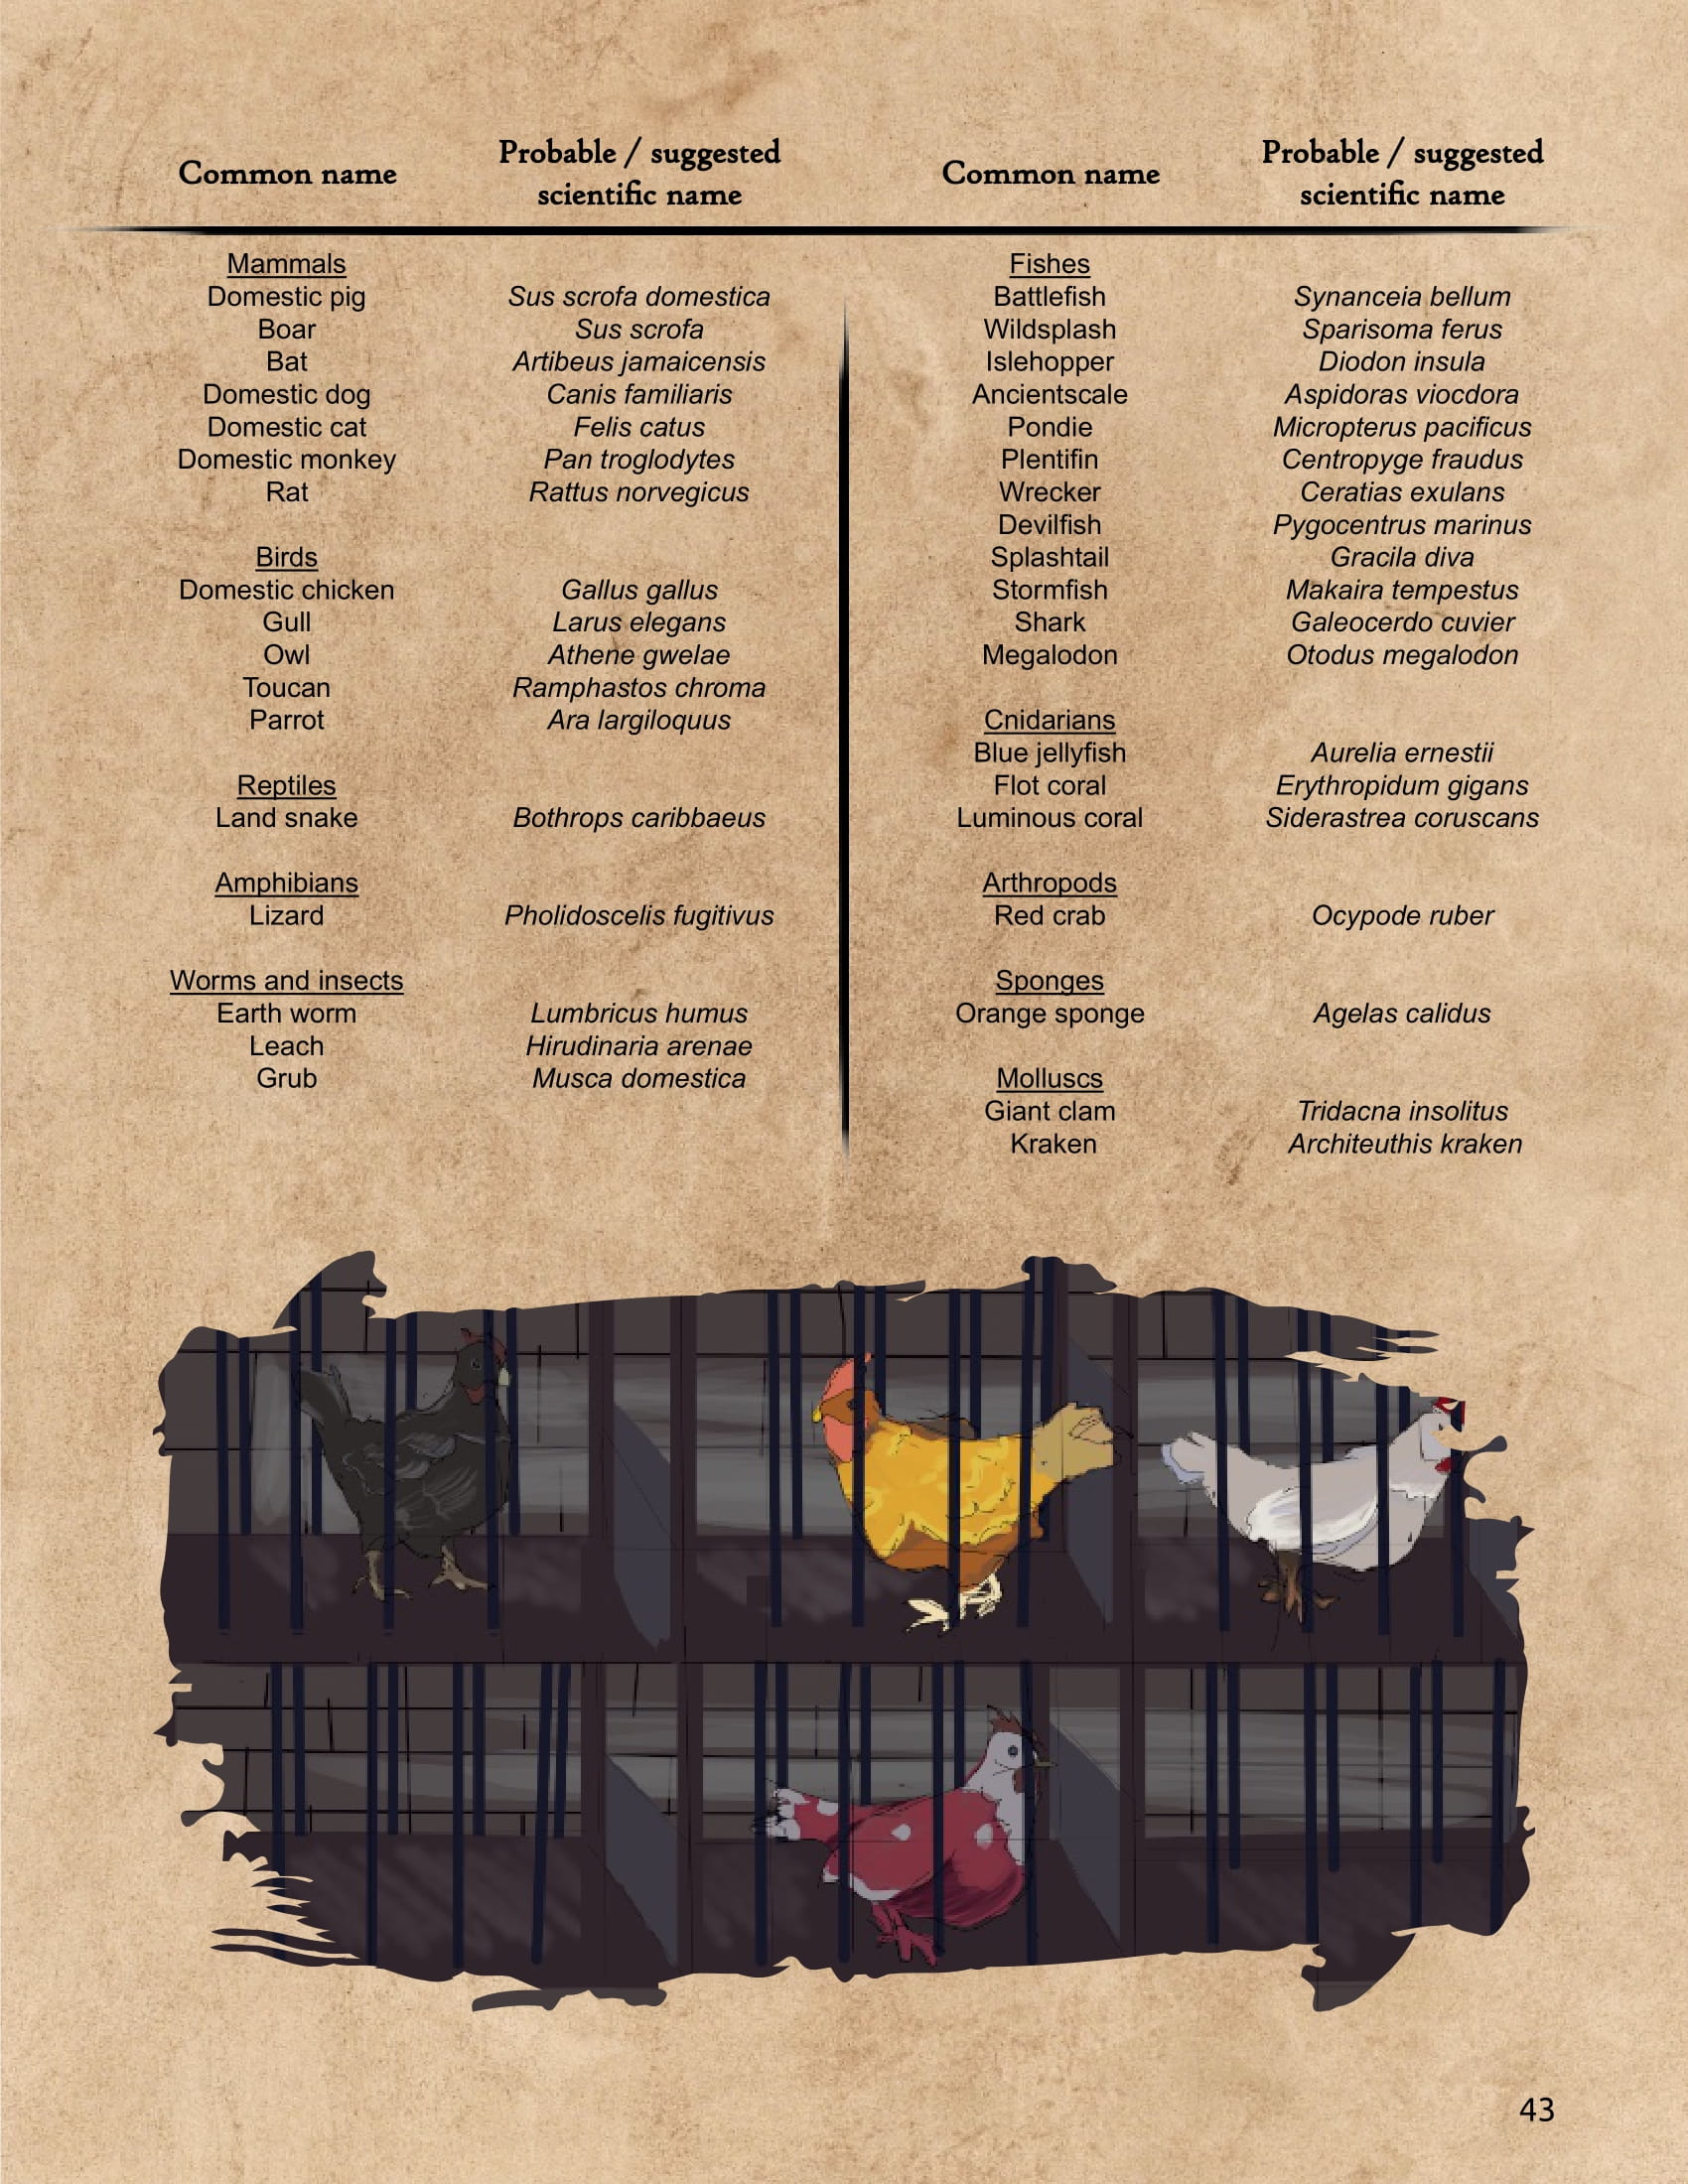 Common name
Probable / suggested
scientific name
Mammals
Domestic pig Sus scrofa domestica
Boar Sus scrofa
Bat Artibeus jamaicensis
Domestic dog Canis familiaris
Domestic cat Felis catus
Domestic monkey Pan troglodytes
Rat Rattus norvegicus
Birds
Domestic chicken Gallus gallus
Gull Larus elegans
Owl Athene gwelae
Toucan Ramphastos chroma
Parrot Ara largiloquus
Reptiles
Land snake Bothrops caribbaeus
Amphibians
Lizard Pholidoscelis fugitivus
Worms and insects
Earth worm Lumbricus humus
Leach Hirudinaria arenae
Grub Musca domestica
Common name
Probable / suggested
scientific name
Fishes
Battlefish Synanceia bellum
Wildsplash Sparisoma ferus
Islehopper Diodon insula
Ancientscale Aspidoras viocdora
Pondie Micropterus pacificus
Plentifin Centropyge fraudus
Wrecker Ceratias exulans
Devilfish Pygocentrus marinus
Splashtail Gracila diva
Stormfish Makaira tempestus
Shark Galeocerdo cuvier
Megalodon Otodus megalodon
Cnidarians
Blue jellyfish Aurelia ernestii
Flot coral Erythropidum gigans
Luminous coral Siderastrea coruscans
Arthropods
Red crab Ocypode ruber
Sponges
Orange sponge Agelas calidus
Molluscs
Giant clam Tridacna insolitus
Kraken Architeuthis kraken
43